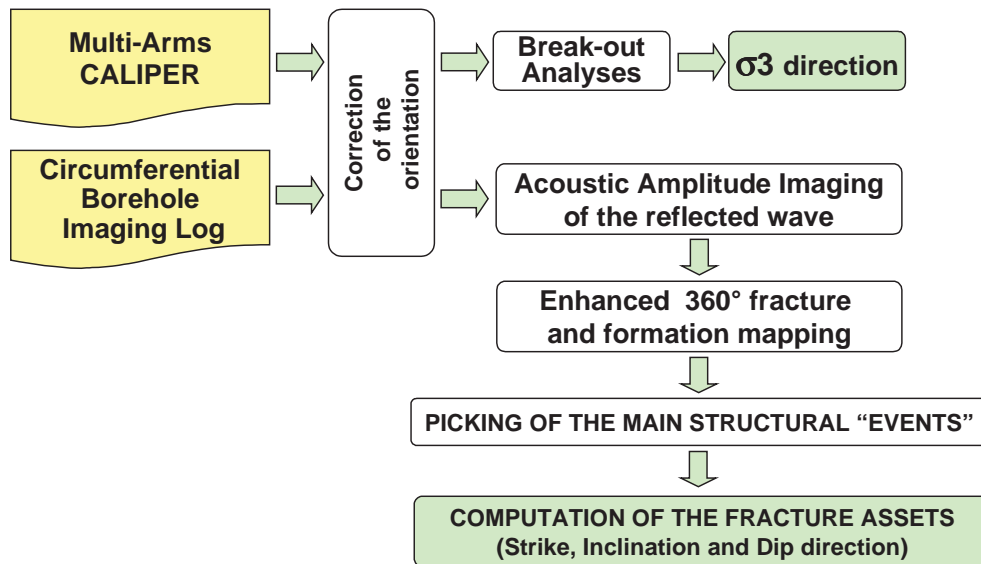 Multi-Arms
CALIPER
Circumferential
Borehole
Imaging Log
Correction
of the
orientation
Break-out
Analyses
σ3 direction
Acoustic Amplitude Imaging
of the reflected wave
Enhanced 360° fracture
and formation mapping
PICKING OF THE MAIN STRUCTURAL “EVENTS”
COMPUTATION OF THE FRACTURE ASSETS
(Strike, Inclination and Dip direction)